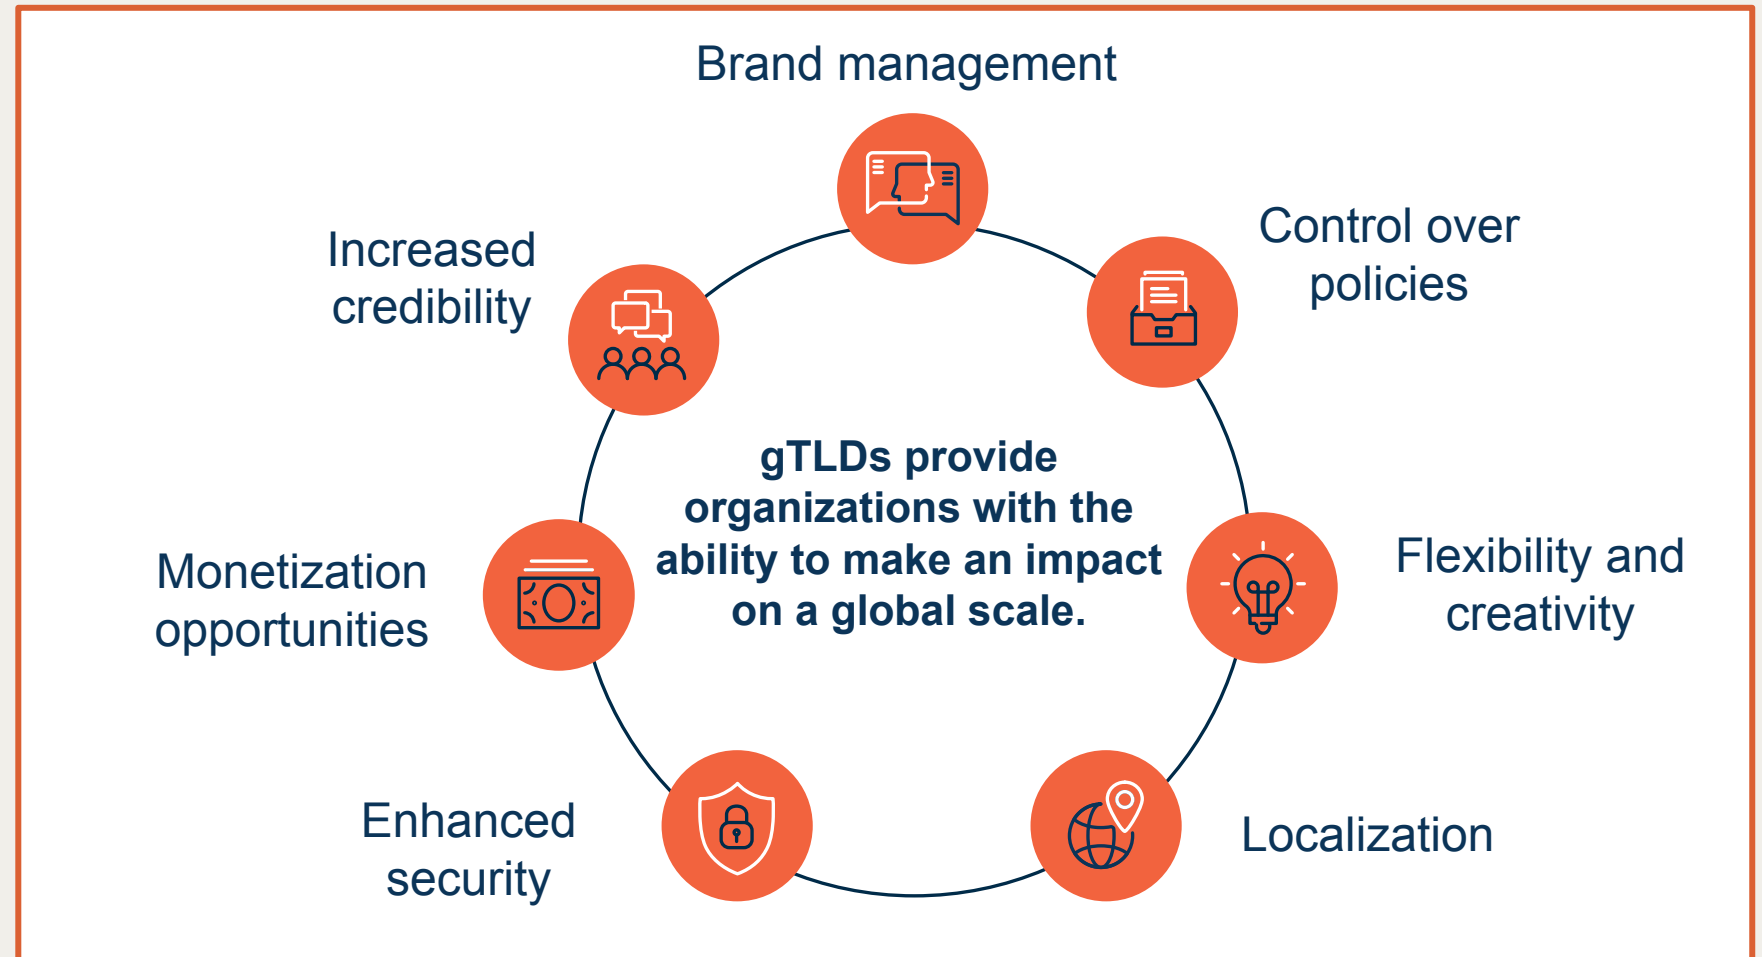 Brand management
Control over
policies
Flexibility and
creativity
Localization
Enhanced
security
Monetization
opportunities
Increased
credibility
gTLDs provide
organizations with the
ability to make an impact
on a global scale.